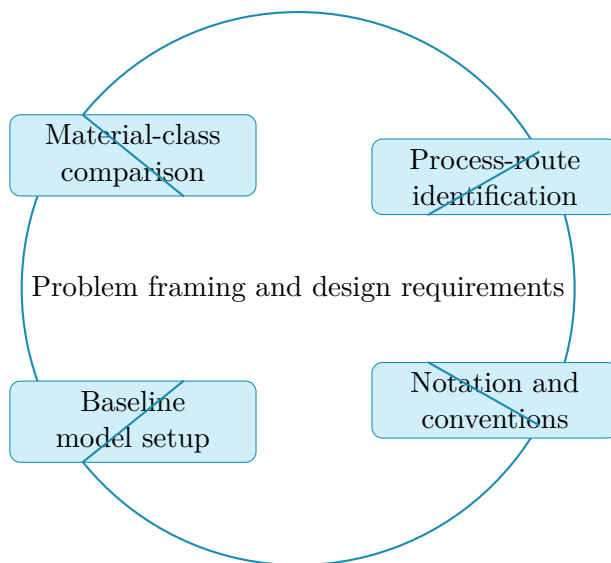 Material-class
comparison
Process-route
identification
Problem framing and design requirements
Baseline
model setup
Notation and
conventions